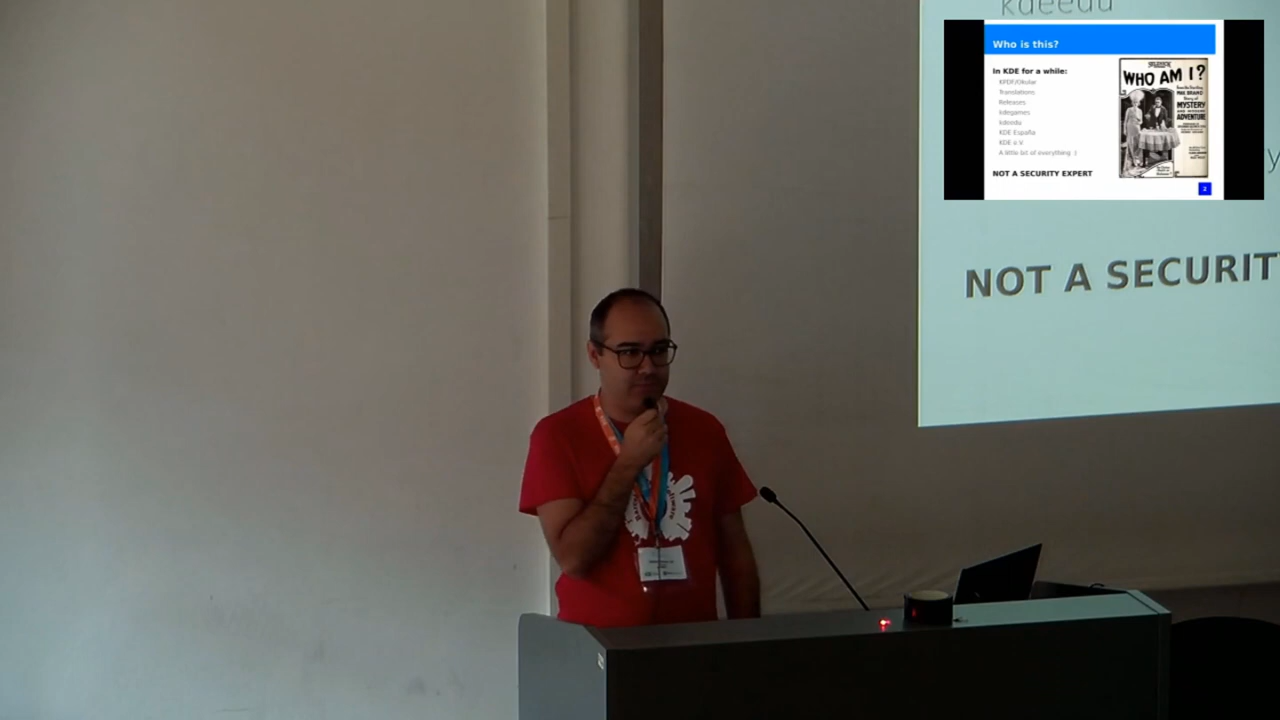 kdeedu
Who is this?
In KDE for a while:
KPDF/Okular
Translations
Releases
kdegames
kdeedu
KDE España
KDE e.V.
A little bit of everything :)
NOT A SECURITY EXPERT
WHO AM I?
MYSTERY
ADVENTURE
2
y
NOT A SECURIT